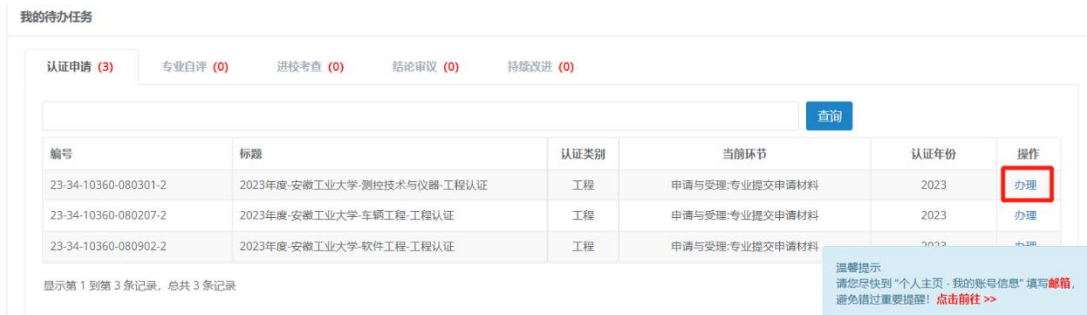 我的待办任务
认证申请 (3) 专业自评 (0) 进校考查 (0) 结论审议 (0) 持续改进 (0)
查询
编号 标题 认证类别 当前环节 认证年份 操作
23-34-10360-080301-2 2023年度-安徽工业大学-测控技术与仪器-工程认证 工程 申请与受理:专业提交申请材料 2023 办理
23-34-10360-080207-2 2023年度-安徽工业大学-车辆工程-工程认证 工程 申请与受理:专业提交申请材料 2023 办理
23-34-10360-080902-2 2023年度-安徽工业大学-软件工程-工程认证 工程 申请与受理:专业提交申请材料 2023 办理
显示第 1 到第 3 条记录，总共 3 条记录
温馨提示
请您尽快到 "个人主页 - 我的账号信息" 填写邮箱，
避免错过重要提醒！点击前往 >>